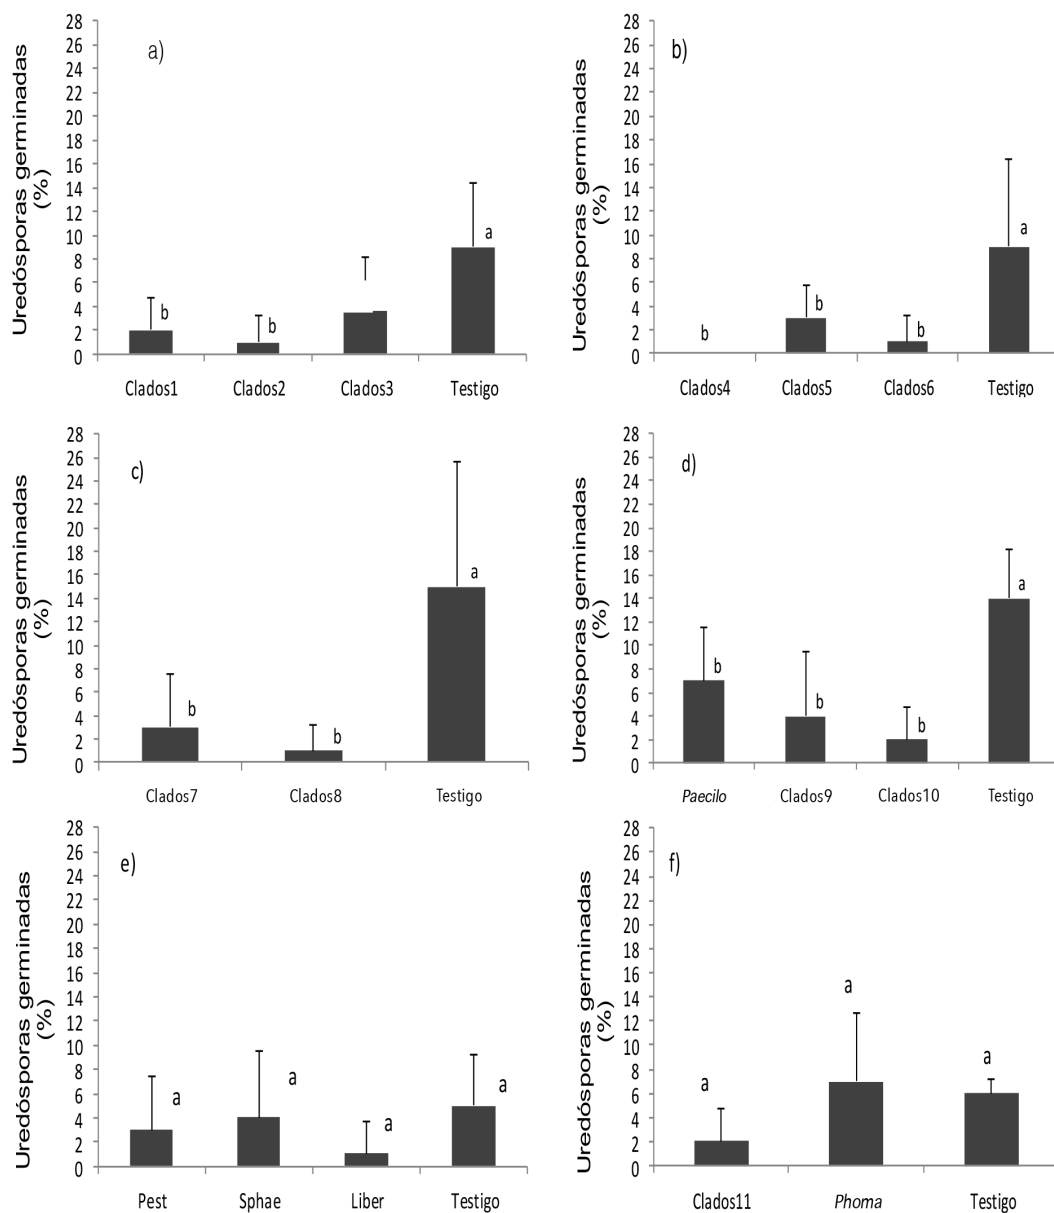 a)
Uredósporas germinadas
(%)
28
26
24
22
20
18
16
14
12
10
8
6
4
2
0
b
b
a
Clados1 Clados2 Clados3 Testigo
b)
Uredósporas germinadas
(%)
28
26
24
22
20
18
16
14
12
10
8
6
4
2
0
b
b
b
a
Clados4 Clados5 Clados6 Testigo
c)
Uredósporas germinadas
(%)
28
26
24
22
20
18
16
14
12
10
8
6
4
2
0
b
b
a
Clados7 Clados8 Testigo
d)
Uredósporas germinadas
(%)
28
26
24
22
20
18
16
14
12
10
8
6
4
2
0
b
b
b
a
Paecilo Clados9 Clados10 Testigo
e)
Uredósporas germinadas
(%)
28
26
24
22
20
18
16
14
12
10
8
6
4
2
0
a
a
a
a
Pest Sphae Liber Testigo
f)
Uredósporas germinadas
(%)
28
26
24
22
20
18
16
14
12
10
8
6
4
2
0
a
a
a
Clados11 Phoma Testigo